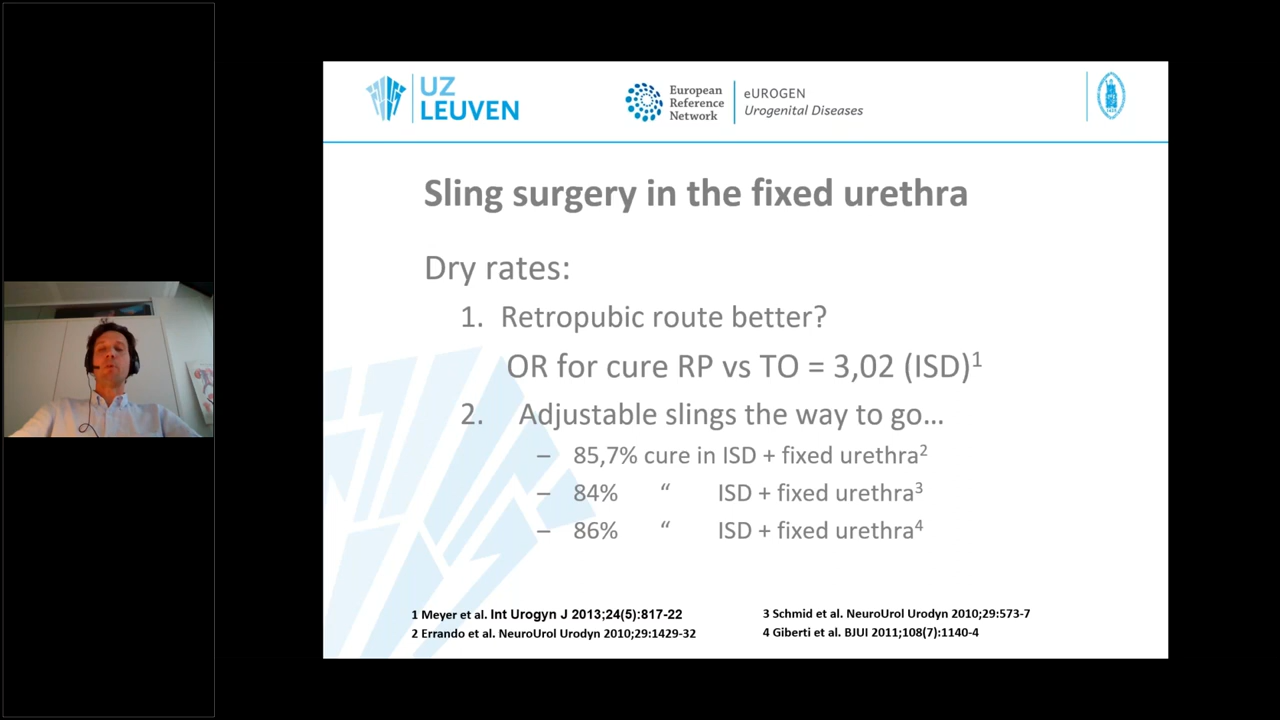 UZ
LEUVEN
European
Reference
Network
eUROGEN
Urogenital Diseases
Sling surgery in the fixed urethra
Dry rates:
1. Retropubic route better?
OR for cure RP vs TO = 3,02 (ISD)1
2. Adjustable slings the way to go…
– 85,7% cure in ISD + fixed urethra2
– 84% “ ISD + fixed urethra3
– 86% “ ISD + fixed urethra4
1 Meyer et al. Int Urogyn J 2013;24(5):817-22
2 Errando et al. NeuroUrol Urodyn 2010;29:1429-32
3 Schmid et al. NeuroUrol Urodyn 2010;29:573-7
4 Giberti et al. BJUI 2011;108(7):1140-4